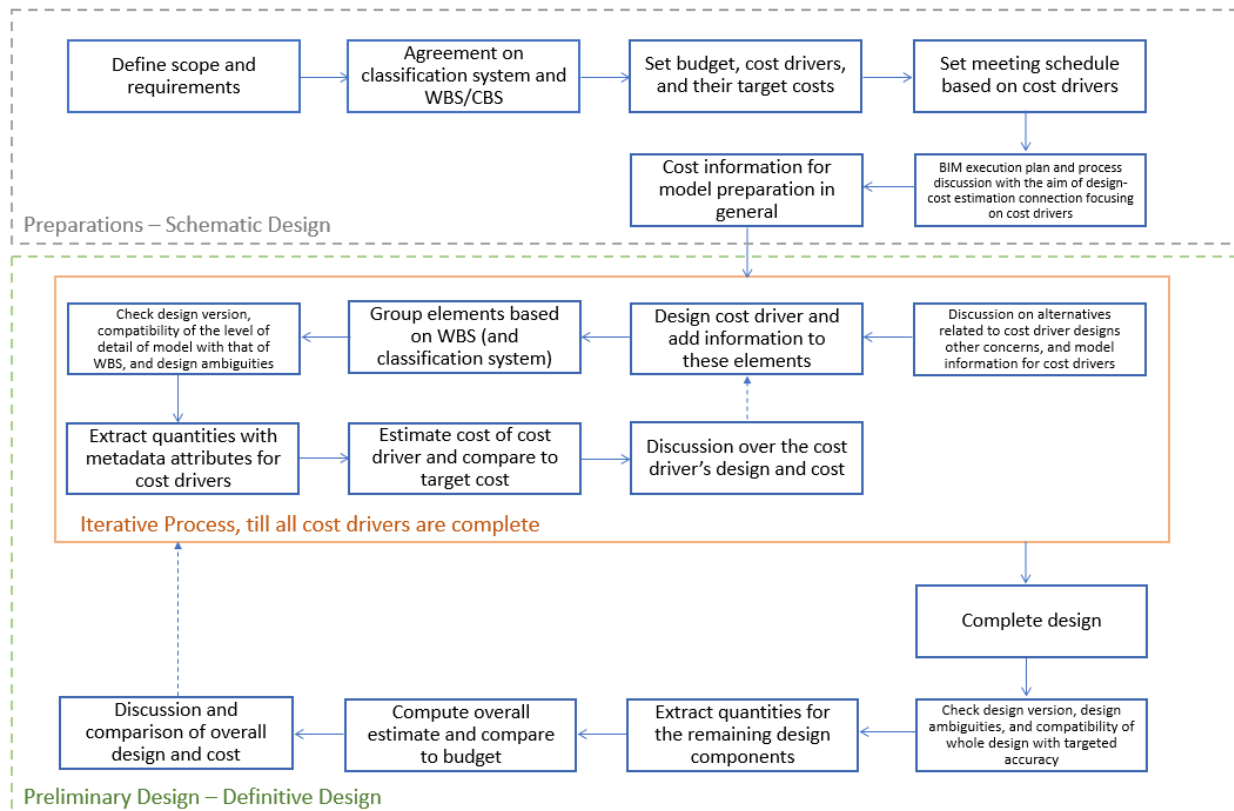 Define scope and
requirements
Agreement on
classification system and
WBS/CBS
Set budget, cost drivers,
and their target costs
Set meeting schedule
based on cost drivers
BIM execution plan and process
discussion with the aim of design-
cost estimation connection focusing
on cost drivers
Cost information for
model preparation in
general
Preparations – Schematic Design
Check design version,
compatibility of the level of
detail of model with that of
WBS, and design ambiguities
Group elements based
on WBS (and
classification system)
Design cost driver and
add information to
these elements
Discussion on alternatives
related to cost driver designs
other concerns, and model
information for cost drivers
Extract quantities with
metadata attributes for
cost drivers
Estimate cost of cost
driver and compare to
target cost
Discussion over the cost
driver’s design and cost
Iterative Process, till all cost drivers are complete
Complete design
Discussion and
comparison of overall
design and cost
Compute overall
estimate and compare
to budget
Extract quantities for
the remaining design
components
Check design version, design
ambiguities, and compatibility of
whole design with targeted
accuracy
Preliminary Design – Definitive Design